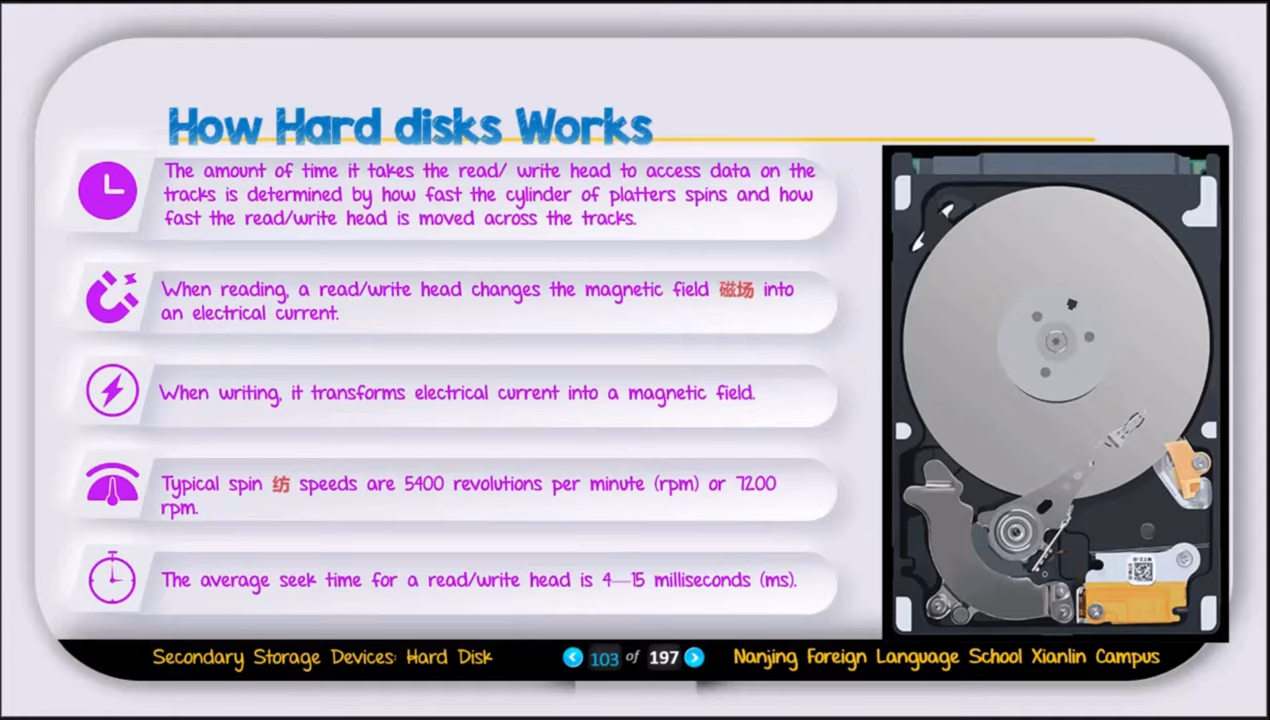 How Hard disks Works
The amount of time it takes the read/ write head to access data on the
tracks is determined by how fast the cylinder of platters spins and how
fast the read/write head is moved across the tracks.
When reading, a read/write head changes the magnetic field 磁场 into
an electrical current.
When writing, it transforms electrical current into a magnetic field.
Typical spin 纺 speeds are 5400 revolutions per minute (rpm) or 7200
rpm.
The average seek time for a read/write head is 4—15 milliseconds (ms).
Secondary Storage Devices: Hard Disk
103 of 197
Nanjing Foreign Language School Xianlin Campus